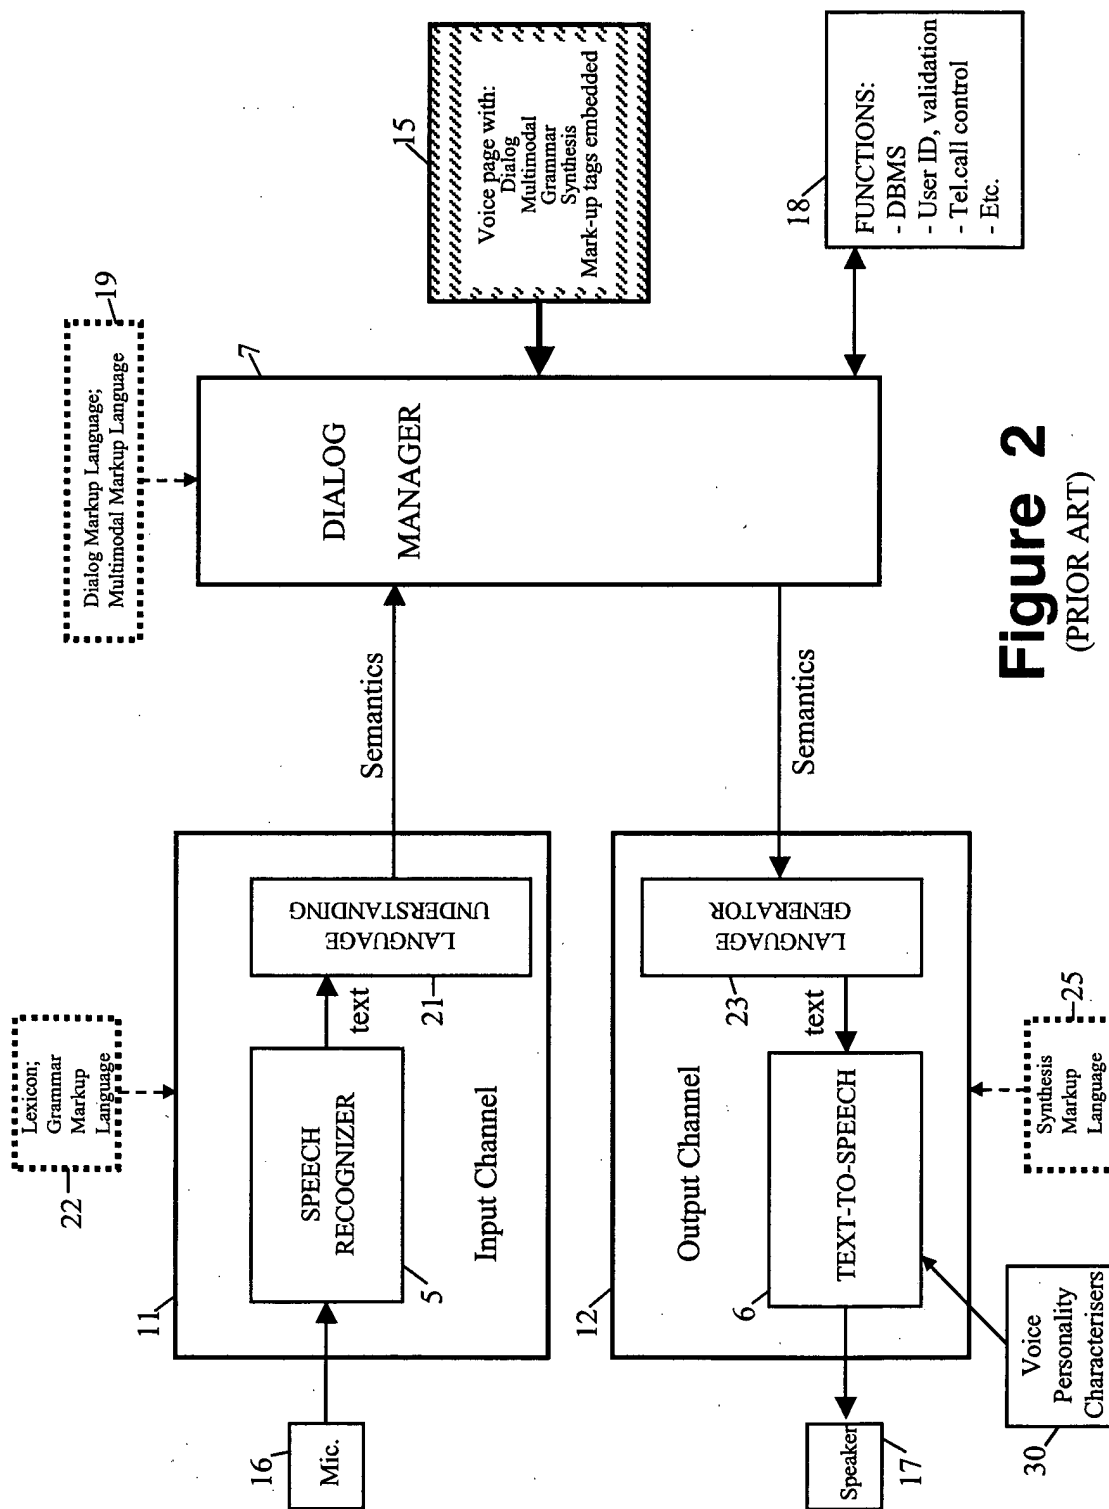 22
Lexicon;
Grammar
Markup
Language
19
Dialog Markup Language;
Multimodal Markup Language
11
16
Mic.
SPEECH
RECOGNIZER
5
text
LANGUAGE
UNDERSTANDING
21
Input Channel
Semantics
7
DIALOG
MANAGER
15
Voice page with:
Dialog
Multimodal
Grammar
Synthesis
Mark-up tags embedded
12
Output Channel
6
TEXT-TO-SPEECH
text
23
LANGUAGE
GENERATOR
Semantics
18
FUNCTIONS:
- DBMS
- User ID, validation
- Tel.call control
- Etc.
Speaker
17
30
Voice
Personality
Characterisers
25
Synthesis
Markup
Language
Figure 2
(PRIOR ART)